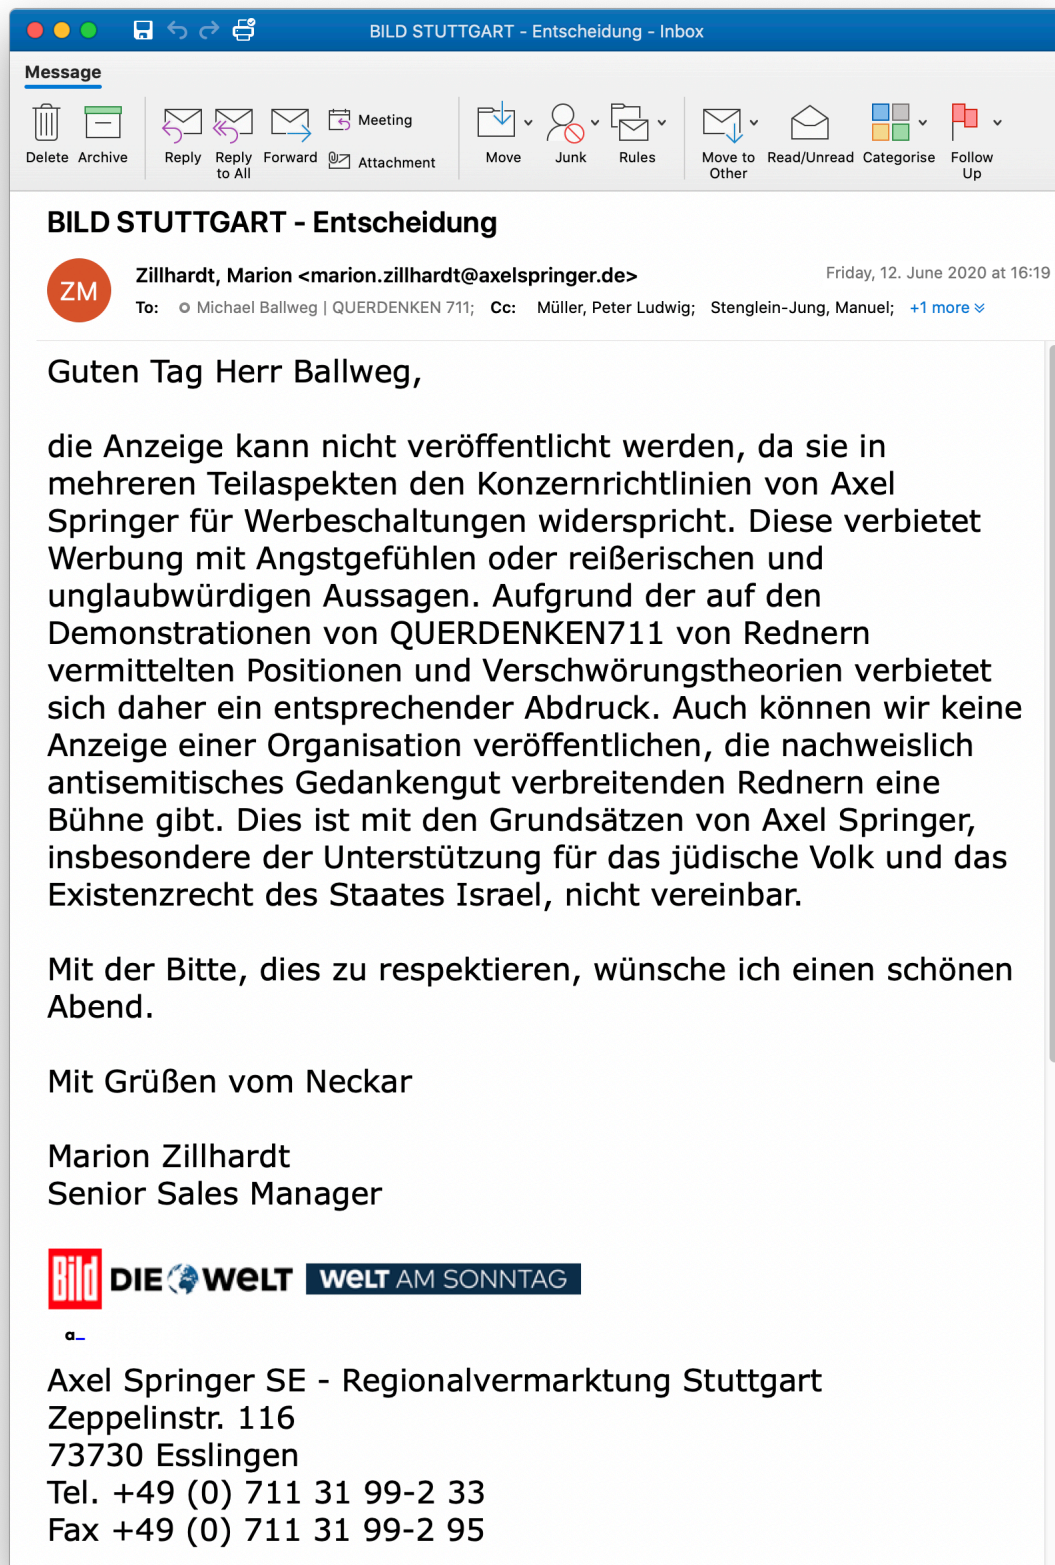 BILD STUTTGART - Entscheidung - Inbox
Message
Delete
Archive
Reply
Reply to All
Forward
Meeting
Attachment
Move
Junk
Rules
Move to Other
Read/Unread
Categorise
Follow Up
BILD STUTTGART - Entscheidung
ZM
Zillhardt, Marion <marion.zillhardt@axelspringer.de>
Friday, 12. June 2020 at 16:19
To: Michael Ballweg | QUERDENKEN 711; Cc: Müller, Peter Ludwig; Stenglein-Jung, Manuel; +1 more
Guten Tag Herr Ballweg,
die Anzeige kann nicht veröffentlicht werden, da sie in
mehreren Teilaspekten den Konzernrichtlinien von Axel
Springer für Werbeschaltungen widerspricht. Diese verbietet
Werbung mit Angstgefühlen oder reißerischen und
unglaubwürdigen Aussagen. Aufgrund der auf den
Demonstrationen von QUERDENKEN711 von Rednern
vermittelten Positionen und Verschwörungstheorien verbietet
sich daher ein entsprechender Abdruck. Auch können wir keine
Anzeige einer Organisation veröffentlichen, die nachweislich
antisemitisches Gedankengut verbreitenden Rednern eine
Bühne gibt. Dies ist mit den Grundsätzen von Axel Springer,
insbesondere der Unterstützung für das jüdische Volk und das
Existenzrecht des Staates Israel, nicht vereinbar.
Mit der Bitte, dies zu respektieren, wünsche ich einen schönen
Abend.
Mit Grüßen vom Neckar
Marion Zillhardt
Senior Sales Manager
Bild DIE WELT WELT AM SONNTAG
a_
Axel Springer SE - Regionalvermarktung Stuttgart
Zeppelinstr. 116
73730 Esslingen
Tel. +49 (0) 711 31 99-2 33
Fax +49 (0) 711 31 99-2 95